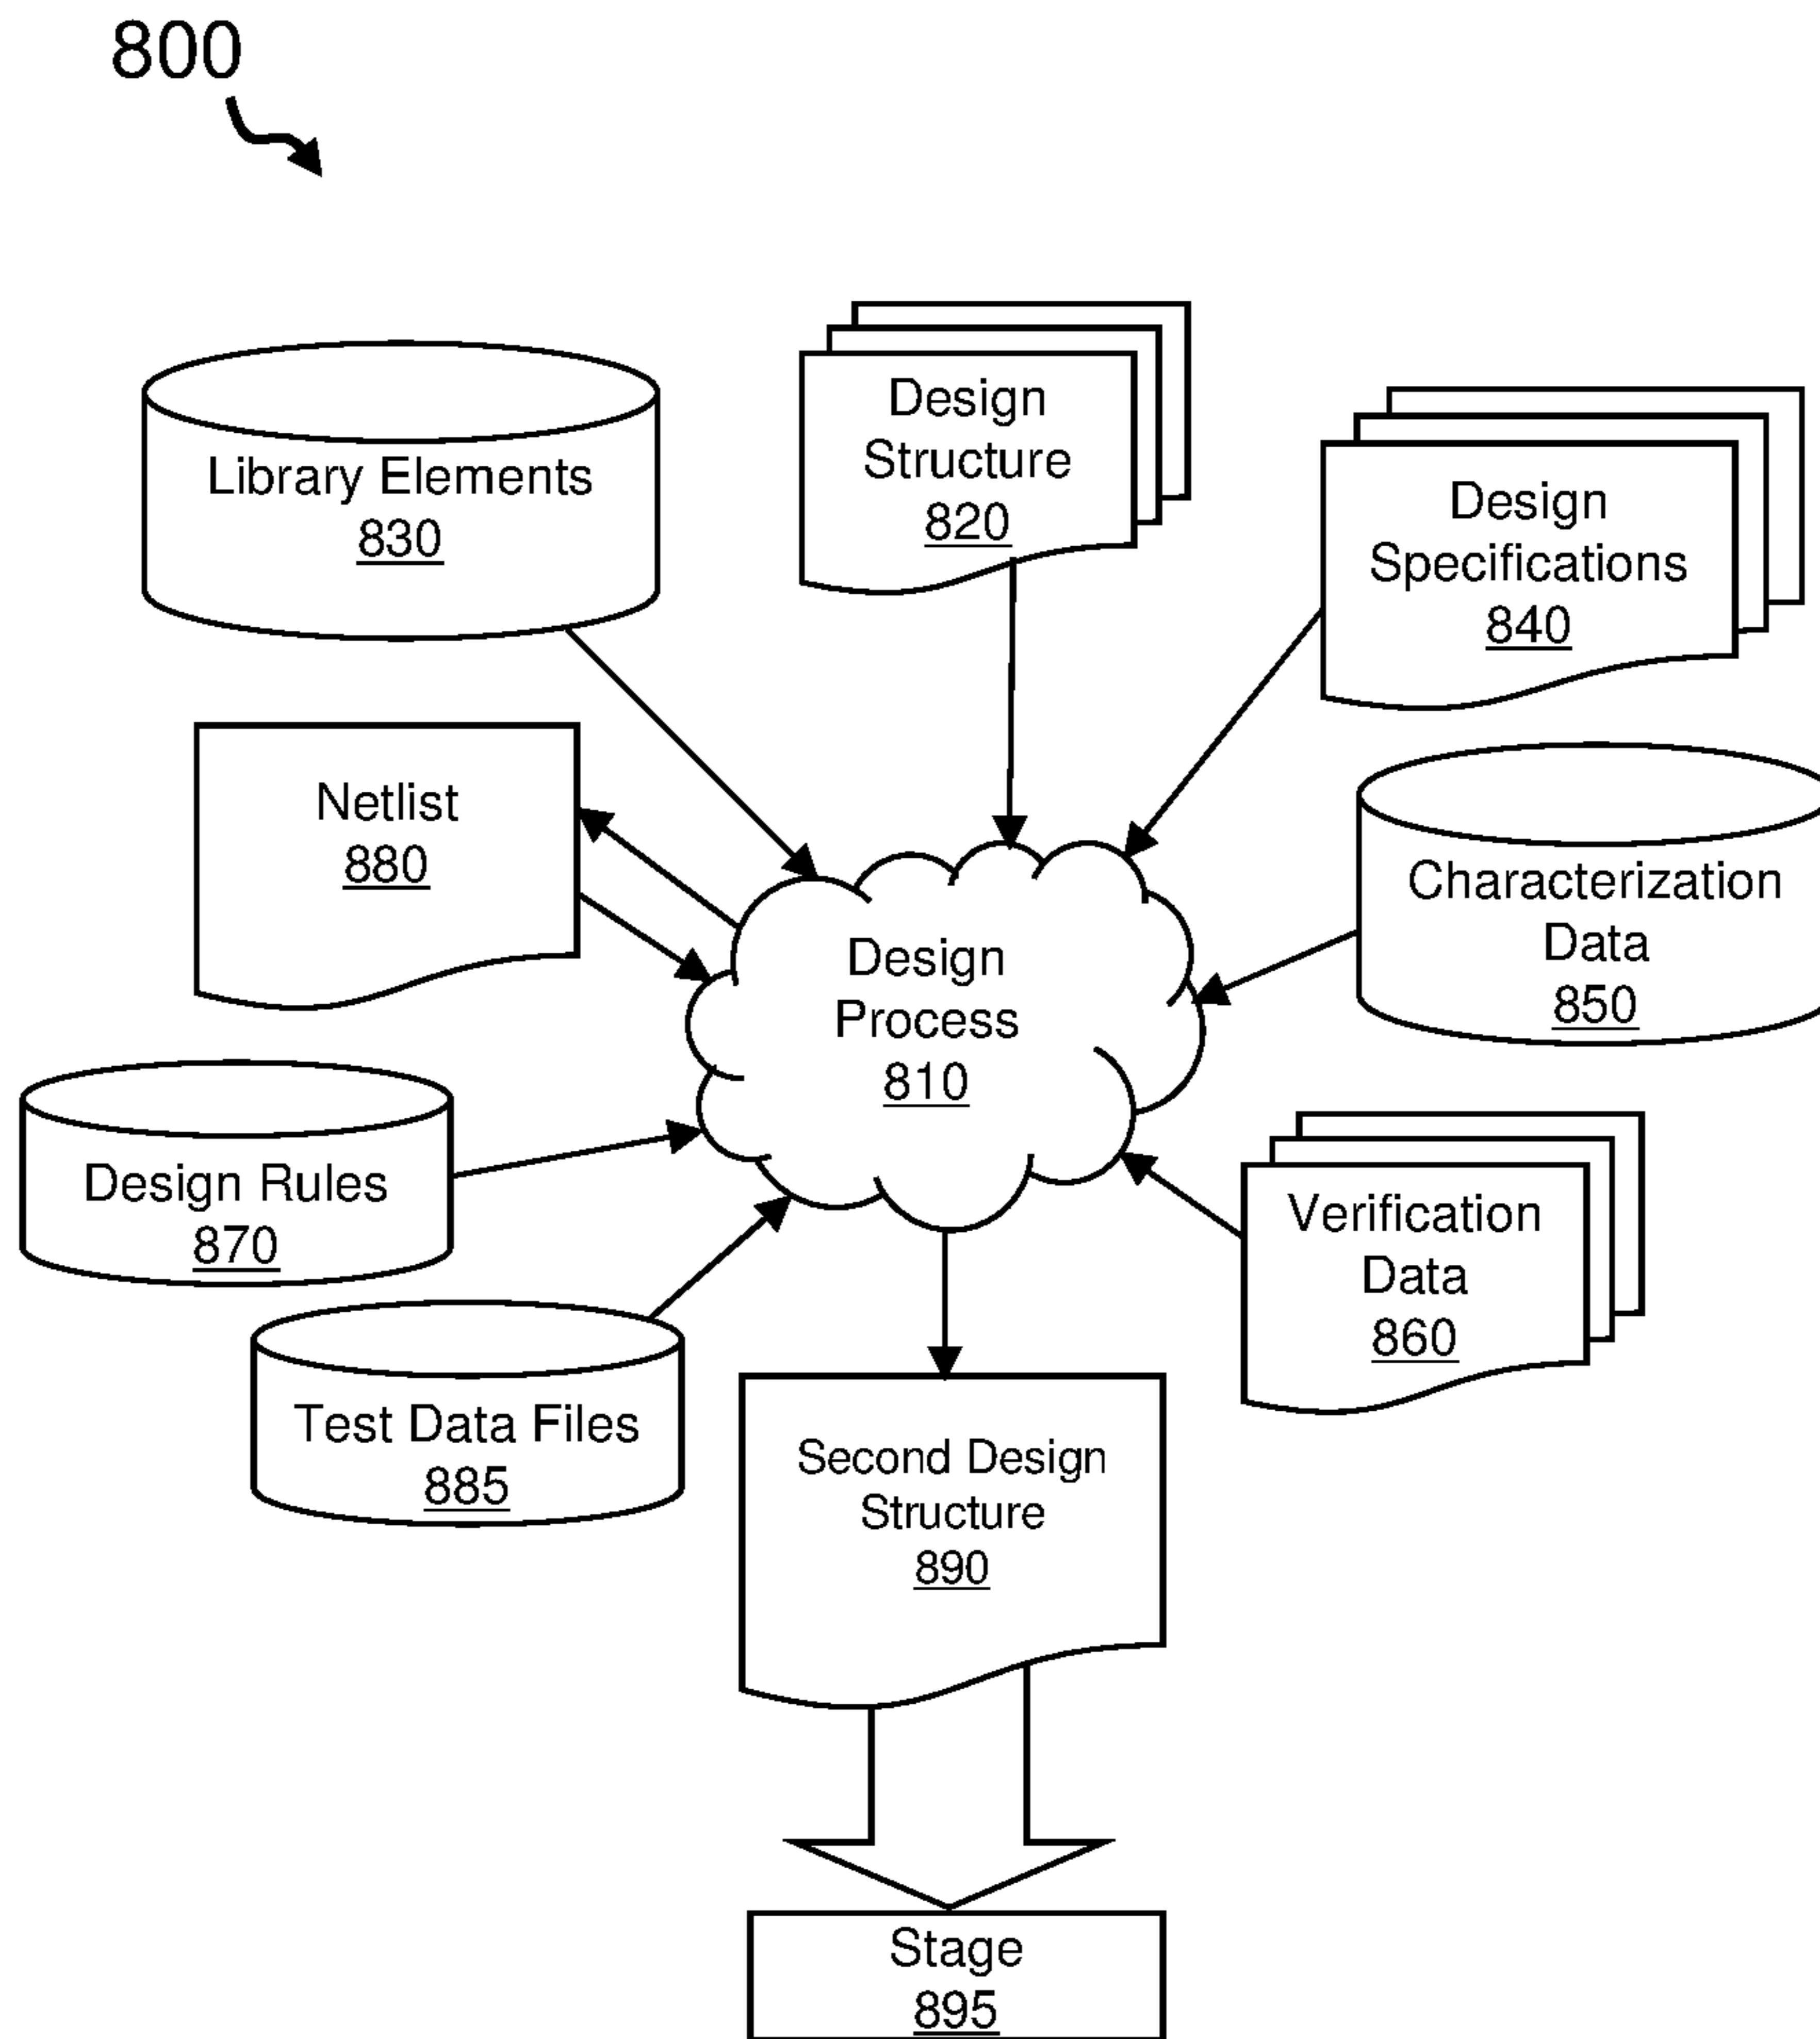 800
Library Elements
830
Design
Structure
820
Design
Specifications
840
Netlist
880
Characterization
Data
850
Design
Process
810
Design Rules
870
Verification
Data
860
Test Data Files
885
Second Design
Structure
890
Stage
895